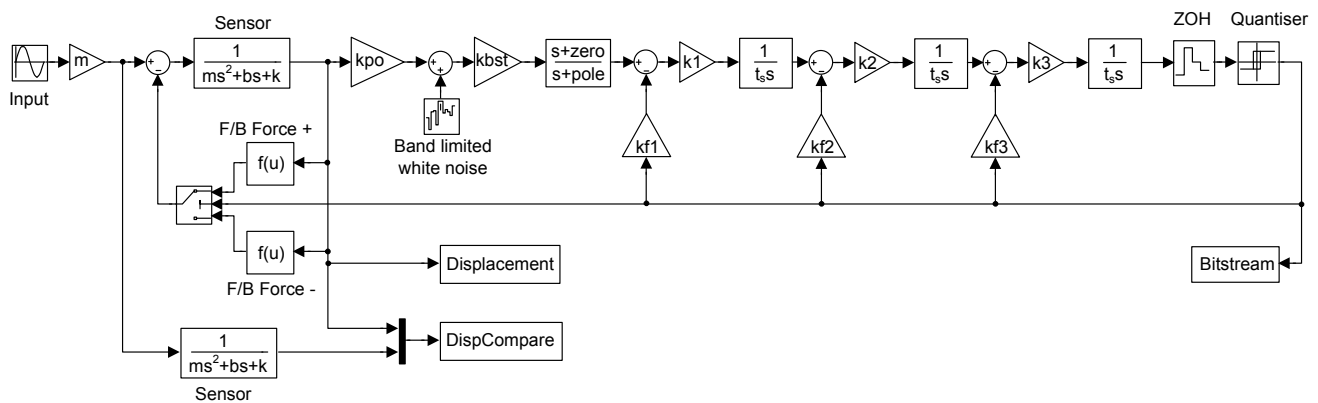 Sensor
ZOH
Quantiser
m
+
−
1
ms²+bs+k
kpo
+
+
kbst
s+zero
s+pole
+
−
k1
1
tₛs
+
−
k2
1
tₛs
+
−
k3
1
tₛs
Input
Band limited
white noise
F/B Force +
f(u)
kf1
kf2
kf3
f(u)
F/B Force -
Displacement
Bitstream
1
ms²+bs+k
Sensor
DispCompare